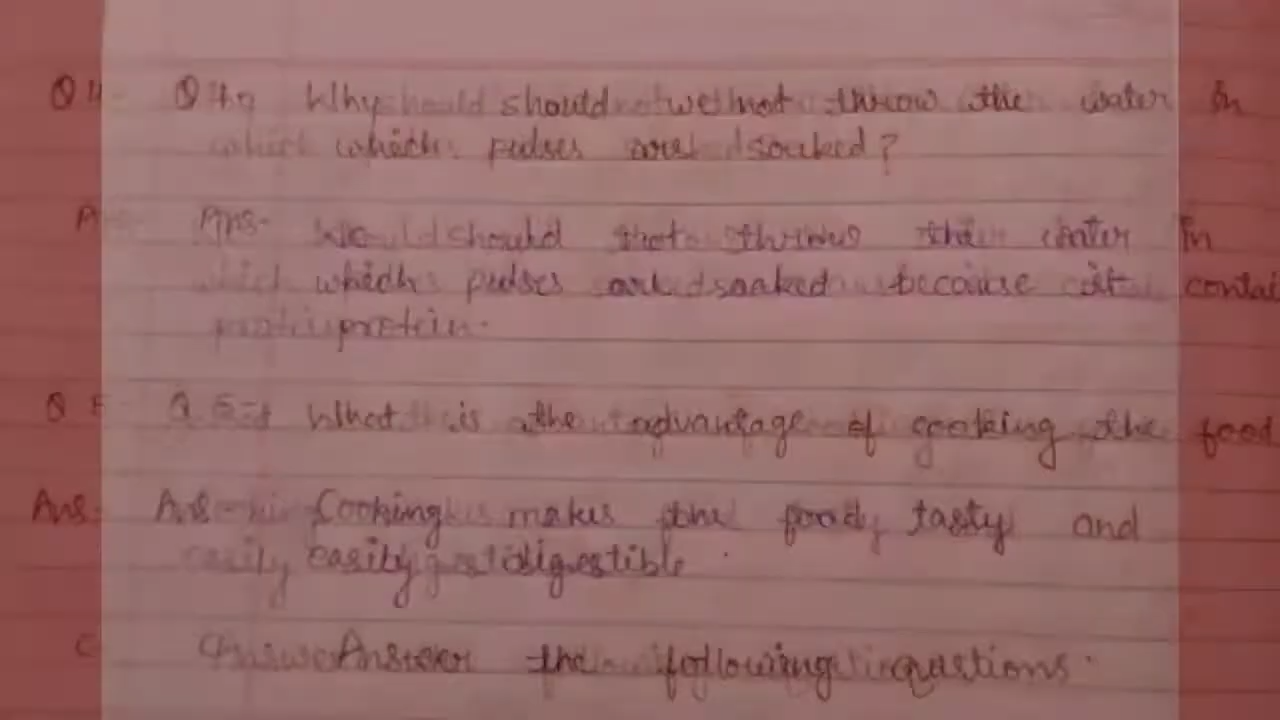 Q 4 Why should we not throw the water in
which pulses are soaked?
Ans- We should not throw the water in
which pulses are soaked because it contai
protein.
Q.5 What is the advantage of cooking the food
Ans- Cooking makes the food tasty and
easily digestible
C Answer the following questions.